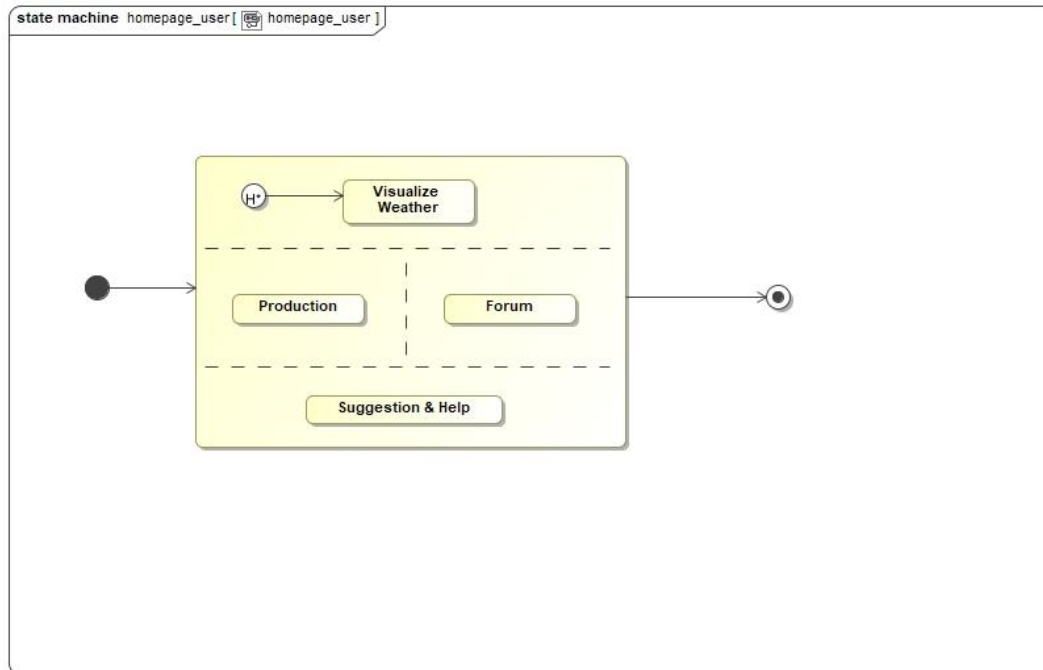 state machine homepage_user [ homepage_user ]
H*
Visualize
Weather
Production
Forum
Suggestion & Help